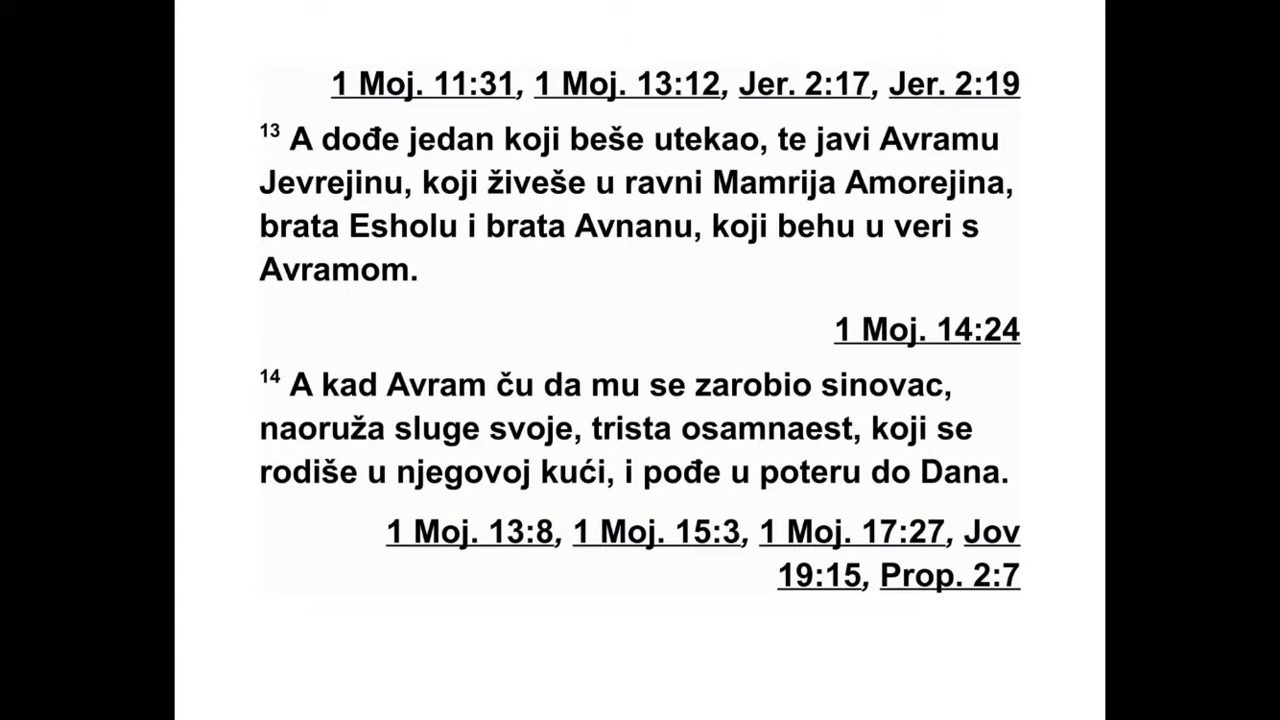 1 Moj. 11:31, 1 Moj. 13:12, Jer. 2:17, Jer. 2:19
13 A dođe jedan koji beše utekao, te javi Avramu
Jevrejinu, koji živeše u ravni Mamrija Amorejina,
brata Esholu i brata Avnanu, koji behu u veri s
Avramom.
1 Moj. 14:24
14 A kad Avram ču da mu se zarobio sinovac,
naoruža sluge svoje, trista osamnaest, koji se
rodiše u njegovoj kući, i pođe u poteru do Dana.
1 Moj. 13:8, 1 Moj. 15:3, 1 Moj. 17:27, Jov
19:15, Prop. 2:7